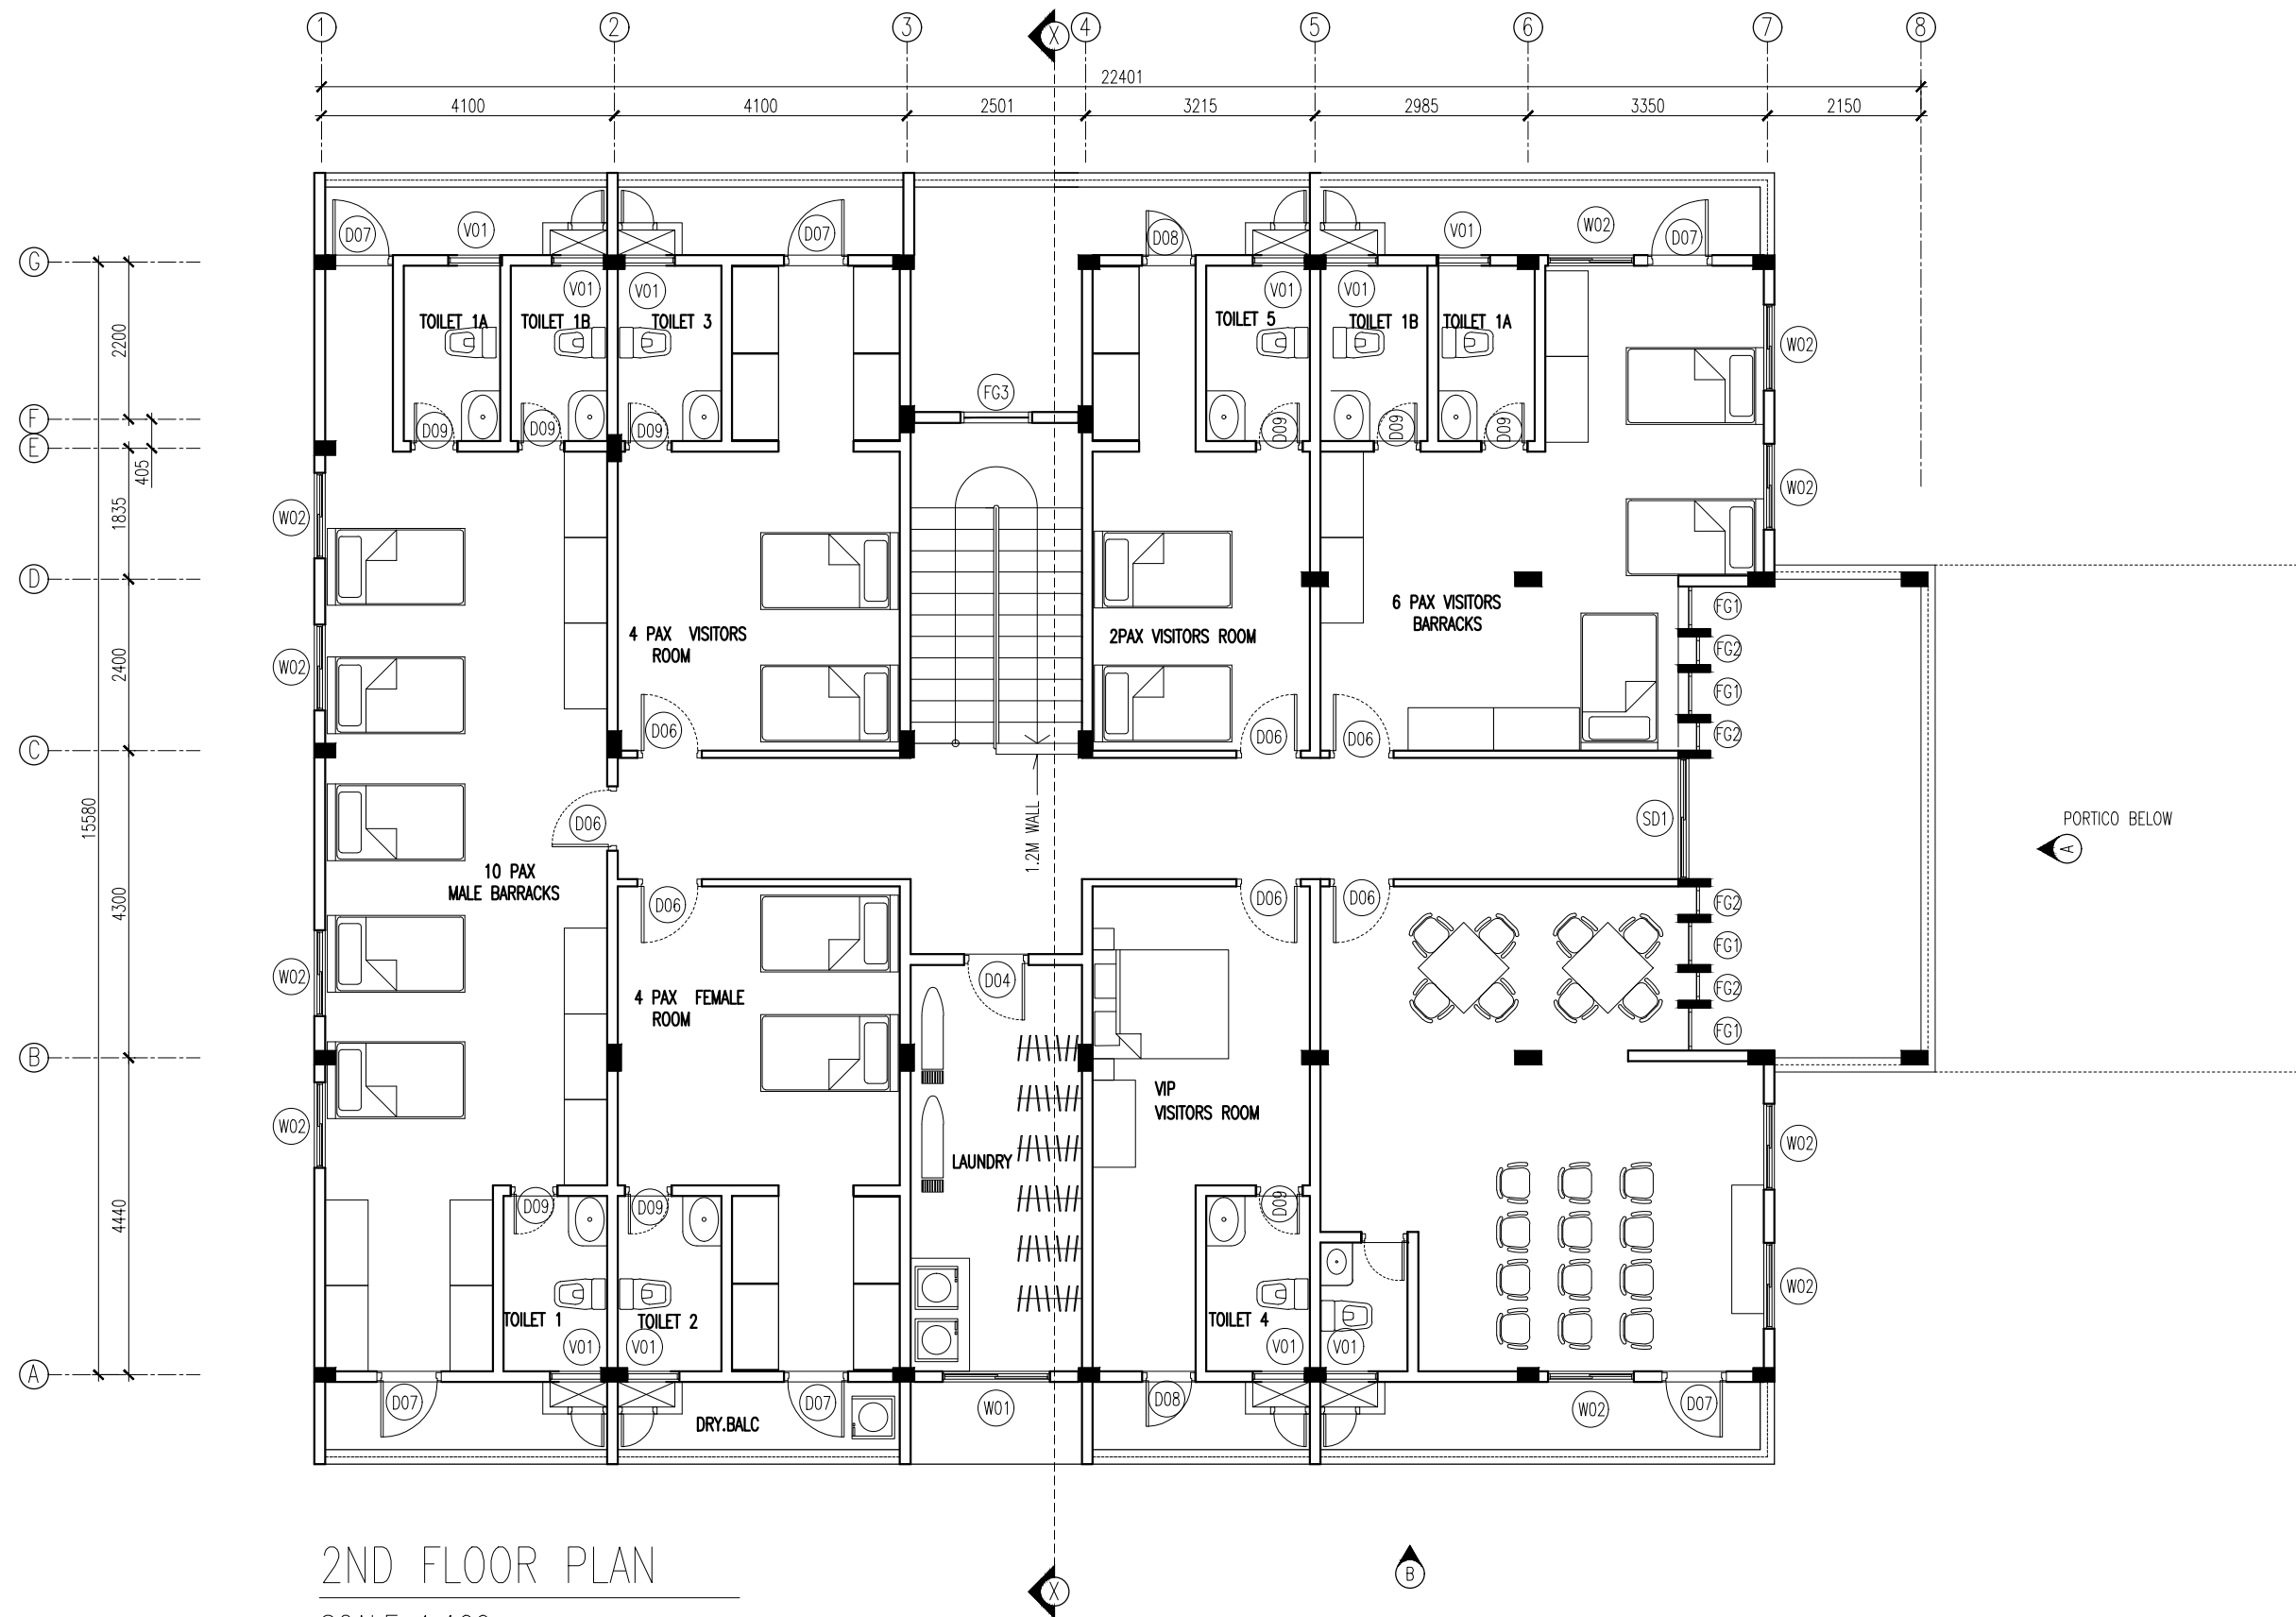 1 2 3 X 4 5 6 7 8
22401
4100 4100 2501 3215 2985 3350 2150
D07 V01 D07 D08 V01 W02 D07
G
V01 V01 V01 V01
TOILET 1A TOILET 1B TOILET 3 TOILET 5 TOILET 1B TOILET 1A
2200
W02
FG3
F
D09 D09 D09 D09 D09 D09
E
405
W02
1835
W02
D
FG1
6 PAX VISITORS
BARRACKS
4 PAX VISITORS
ROOM
2PAX VISITORS ROOM
FG2
2400
W02
FG1
D06 D06 D06 FG2
C
15580
D06
1.2M WALL
SD1
PORTICO BELOW
A
10 PAX
MALE BARRACKS
4300
D06 D06 D06 FG2
FG1
W02
D04
FG2
4 PAX FEMALE
ROOM
FG1
B
VIP
VISITORS ROOM
W02
W02
LAUNDRY
4440
D09 D09 D09
W02
TOILET 1 TOILET 2 TOILET 4
V01 V01 V01 V01
A
D07 D07 W01 D08 W02 D07
DRY.BALC
2ND FLOOR PLAN
X
B